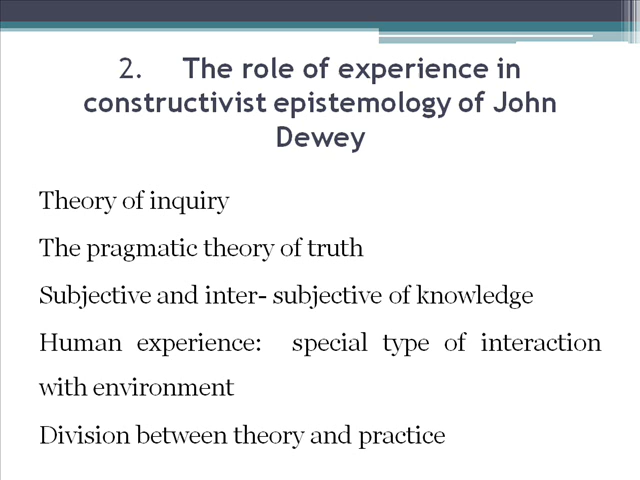 2. The role of experience in
constructivist epistemology of John
Dewey
Theory of inquiry
The pragmatic theory of truth
Subjective and inter- subjective of knowledge
Human experience: special type of interaction
with environment
Division between theory and practice